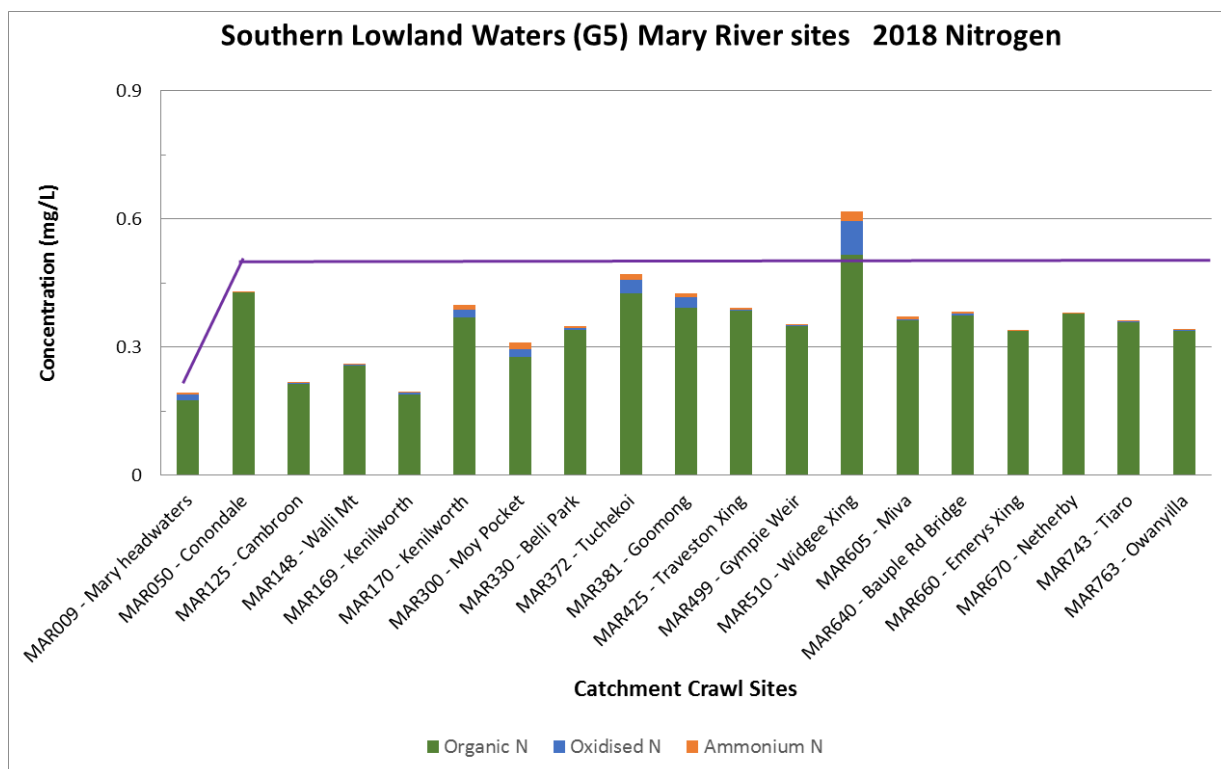 Southern Lowland Waters (G5) Mary River sites   2018 Nitrogen
Concentration (mg/L)
0.9
0.6
0.3
0
MAR009 - Mary headwaters
MAR050 - Conondale
MAR125 - Cambroon
MAR148 - Walli Mt
MAR169 - Kenilworth
MAR170 - Kenilworth
MAR300 - Moy Pocket
MAR330 - Belli Park
MAR372 - Tuchekoi
MAR381 - Goomong
MAR425 - Traveston Xing
MAR499 - Gympie Weir
MAR510 - Widgee Xing
MAR605 - Miva
MAR640 - Bauple Rd Bridge
MAR660 - Emerys Xing
MAR670 - Netherby
MAR743 - Tiaro
MAR763 - Owanyilla
Catchment Crawl Sites
Organic N
Oxidised N
Ammonium N